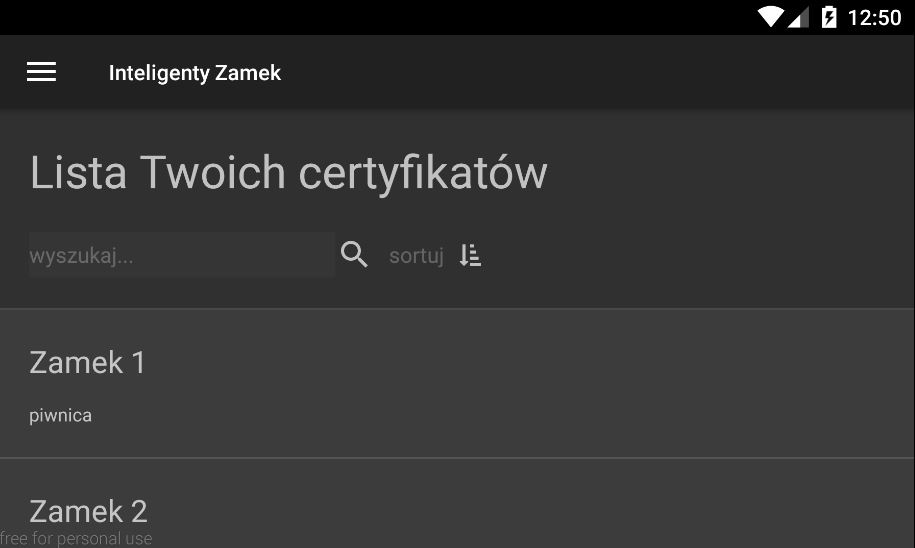 12:50
Inteligenty Zamek
Lista Twoich certyfikatów
wyszukaj... sortuj
Zamek 1
piwnica
Zamek 2
free for personal use